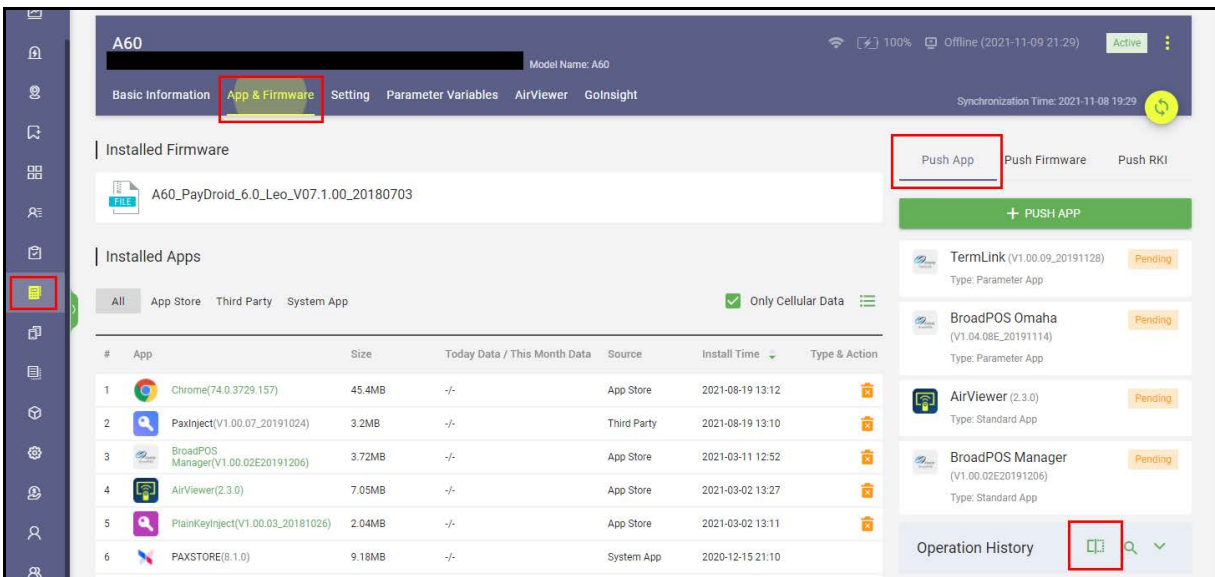 A60
100%
Offline (2021-11-09 21:29)
Active
Model Name: A60
Basic Information
App & Firmware
Setting
Parameter Variables
AirViewer
GoInsight
Synchronization Time: 2021-11-08 19:29
Installed Firmware
FILE
A60_PayDroid_6.0_Leo_V07.1.00_20180703
Installed Apps
All
App Store
Third Party
System App
Only Cellular Data
# App Size Today Data / This Month Data Source Install Time Type & Action
1 Chrome(74.0.3729.157) 45.4MB -/- App Store 2021-08-19 13:12
2 PaxInject(V1.00.07_20191024) 3.2MB -/- Third Party 2021-08-19 13:10
3 BroadPOS
Manager(V1.00.02E20191206) 3.72MB -/- App Store 2021-03-11 12:52
4 AirViewer(2.3.0) 7.05MB -/- App Store 2021-03-02 13:27
5 PlainKeyInject(V1.00.03_20181026) 2.04MB -/- App Store 2021-03-02 13:11
6 PAXSTORE(8.1.0) 9.18MB -/- System App 2020-12-15 21:10
Push App
Push Firmware
Push RKI
+ PUSH APP
TermLink (V1.00.09_20191128)
Pending
Type: Parameter App
BroadPOS Omaha
Pending
(V1.04.08E_20191114)
Type: Parameter App
AirViewer (2.3.0)
Pending
Type: Standard App
BroadPOS Manager
Pending
(V1.00.02E20191206)
Type: Standard App
Operation History